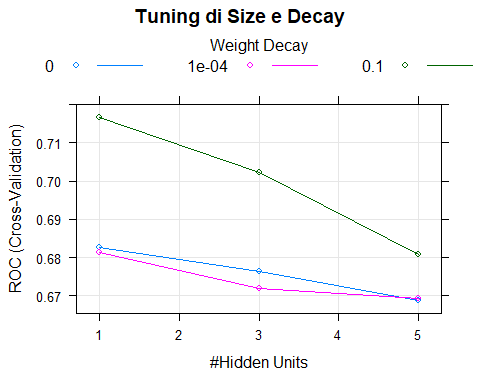 Tuning di Size e Decay
Weight Decay
0 1e-04 0.1
ROC (Cross-Validation)
0.71
0.70
0.69
0.68
0.67
1 2 3 4 5
#Hidden Units